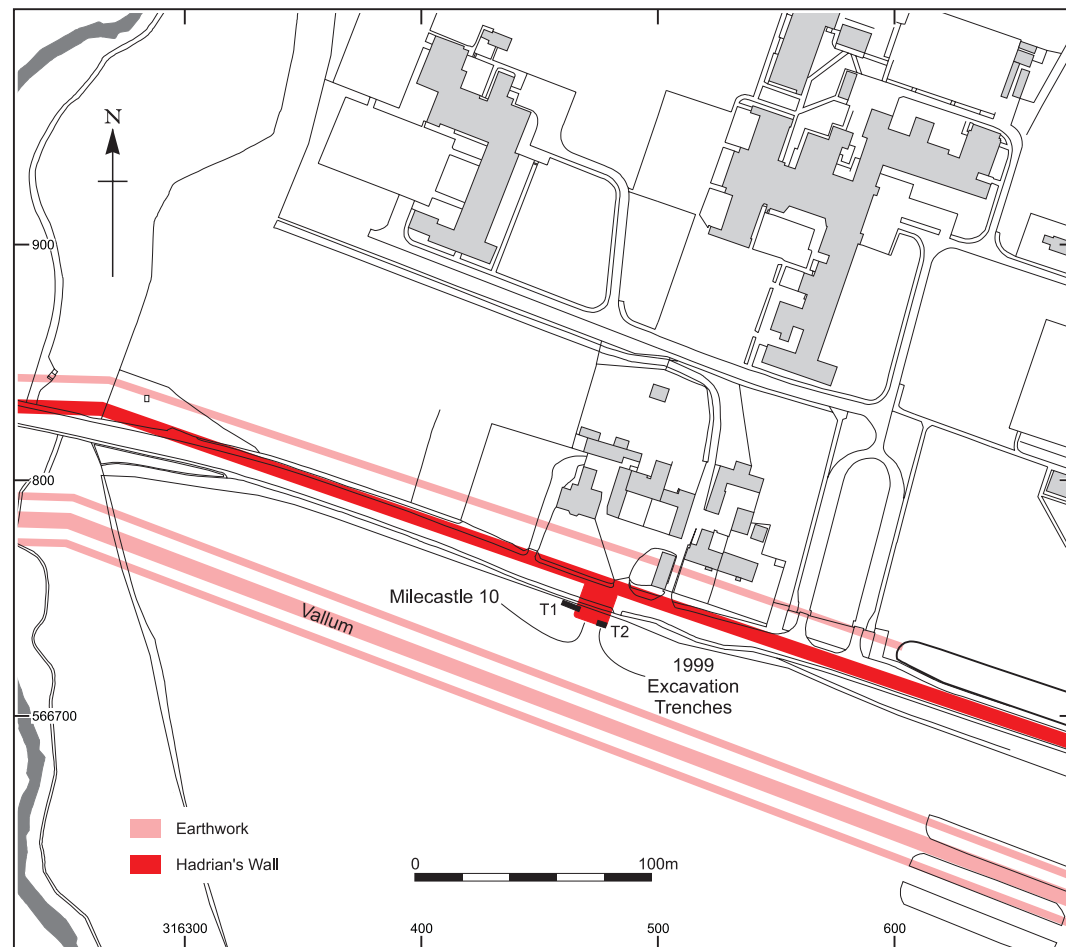 N
900
800
Milecastle 10
T1
T2
Vallum
1999
Excavation
Trenches
566700
Earthwork
Hadrian's Wall
0
100m
316300
400
500
600